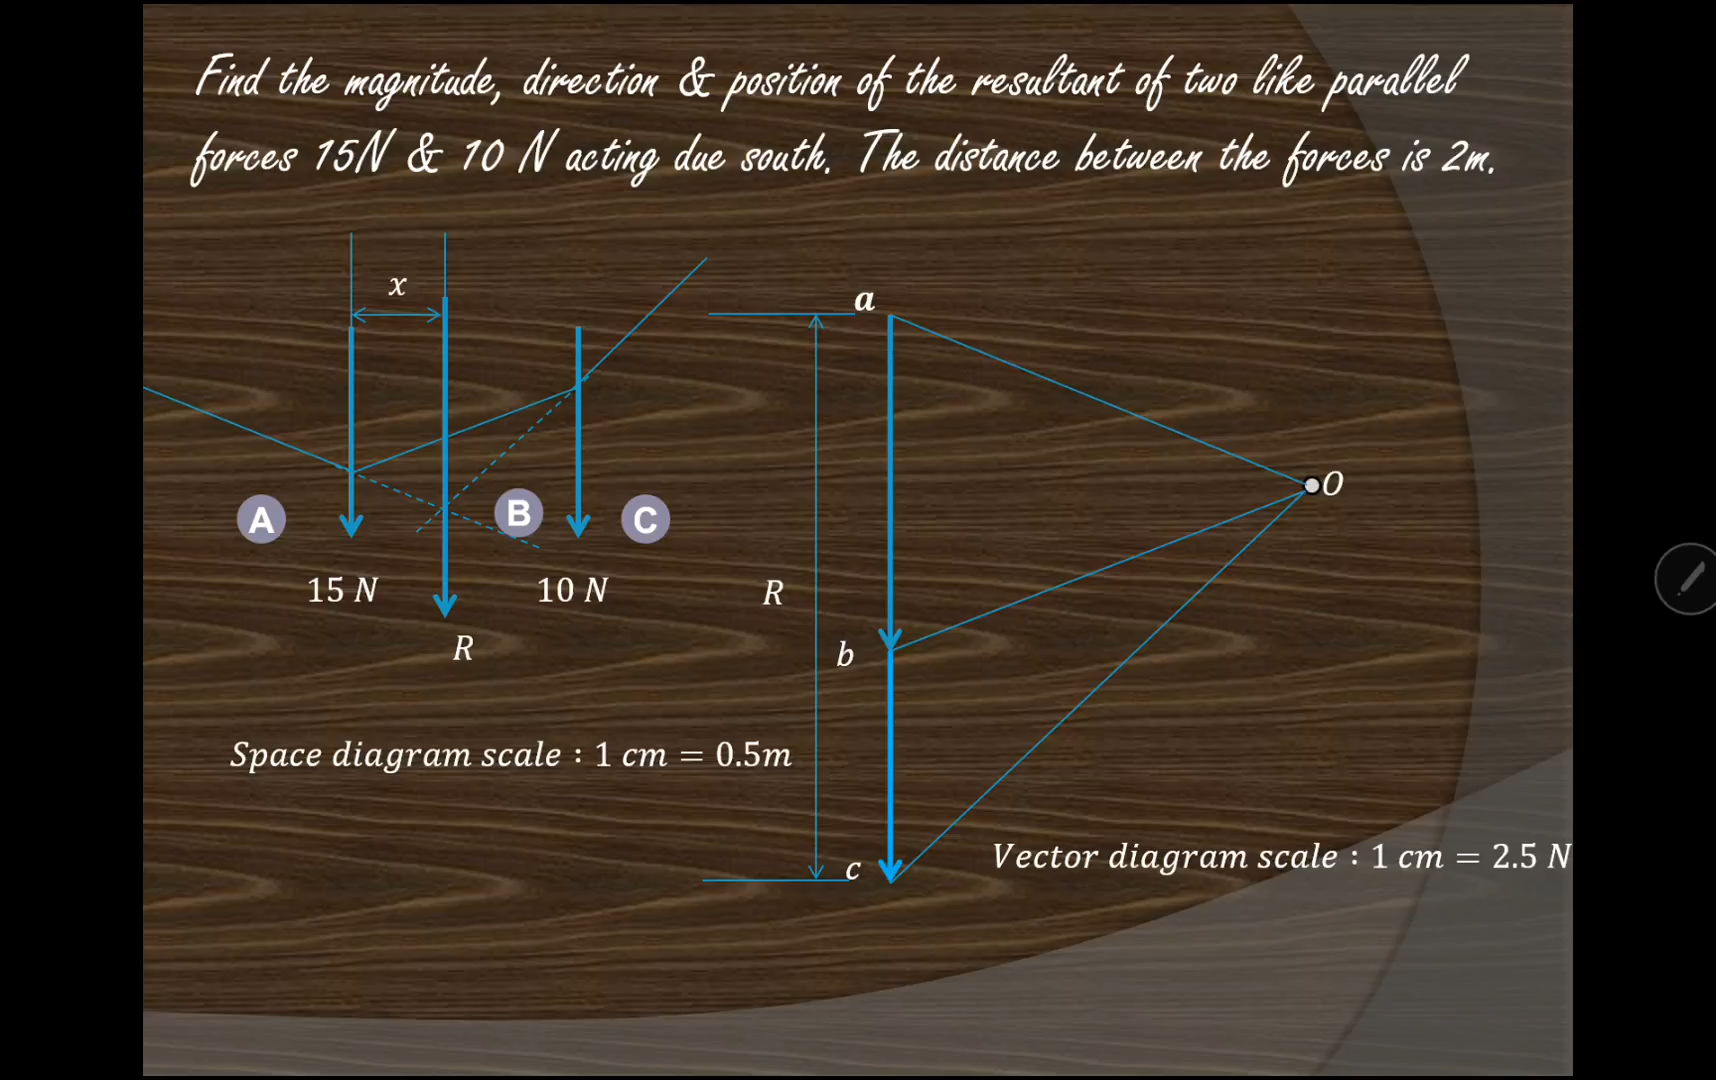 Find the magnitude, direction & position of the resultant of two like parallel
forces 15N & 10 N acting due south. The distance between the forces is 2m.
x
a
O
A
B
C
15 N
10 N
R
R
b
Space diagram scale : 1 cm = 0.5m
c
Vector diagram scale : 1 cm = 2.5 N